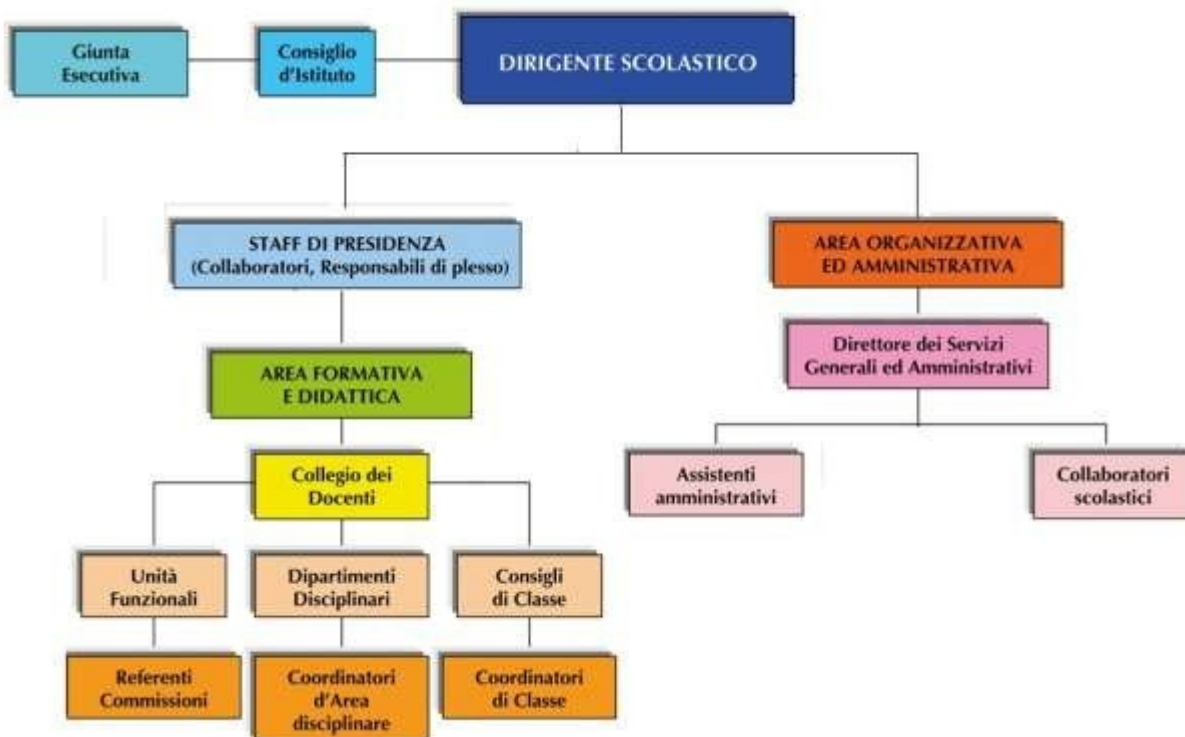 Giunta
Esecutiva
Consiglio
d'Istituto
DIRIGENTE SCOLASTICO
STAFF DI PRESIDENZA
(Collaboratori, Responsabili di plesso)
AREA ORGANIZZATIVA
ED AMMINISTRATIVA
AREA FORMATIVA
E DIDATTICA
Direttore dei Servizi
Generali ed Amministrativi
Collegio dei
Docenti
Assistenti
amministrativi
Collaboratori
scolastici
Unità
Funzionali
Dipartimenti
Disciplinari
Consigli
di Classe
Referenti
Commissioni
Coordinatori
d'Area
disciplinare
Coordinatori
di Classe